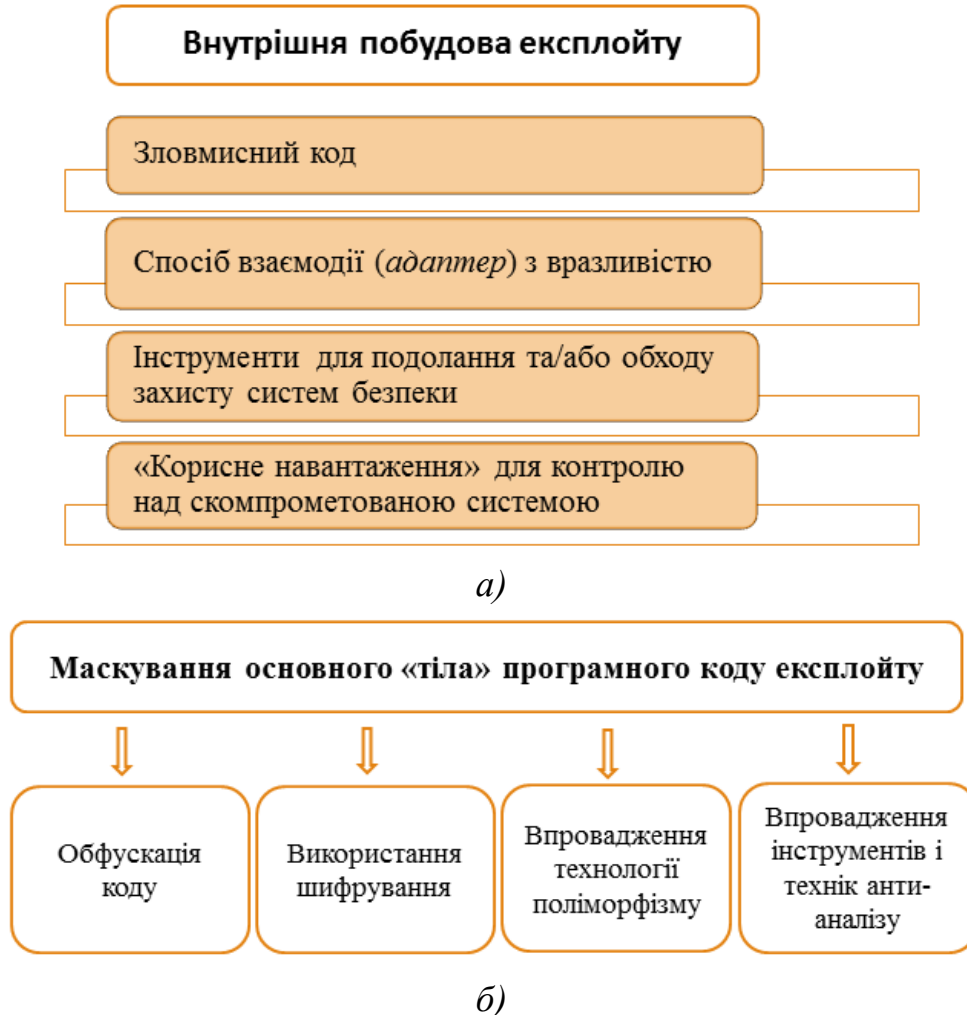 Внутрішня побудова експлойту
Зловмисний код
Спосіб взаємодії (адаптер) з вразливістю
Інструменти для подолання та/або обходу
захисту систем безпеки
«Корисне навантаження» для контролю
над скомпрометованою системою
а)
Маскування основного «тіла» програмного коду експлойту
Обфускація
коду
Використання
шифрування
Впровадження
технології
поліморфізму
Впровадження
інструментів і
технік анти-
аналізу
б)